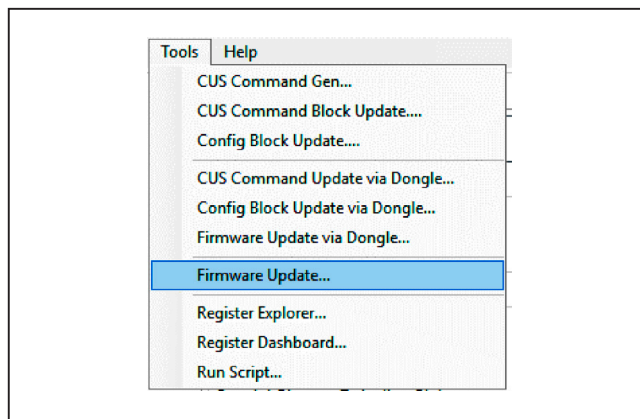 Tools Help
CUS Command Gen...
CUS Command Block Update....
Config Block Update....
CUS Command Update via Dongle...
Config Block Update via Dongle...
Firmware Update via Dongle...
Firmware Update...
Register Explorer...
Register Dashboard...
Run Script...